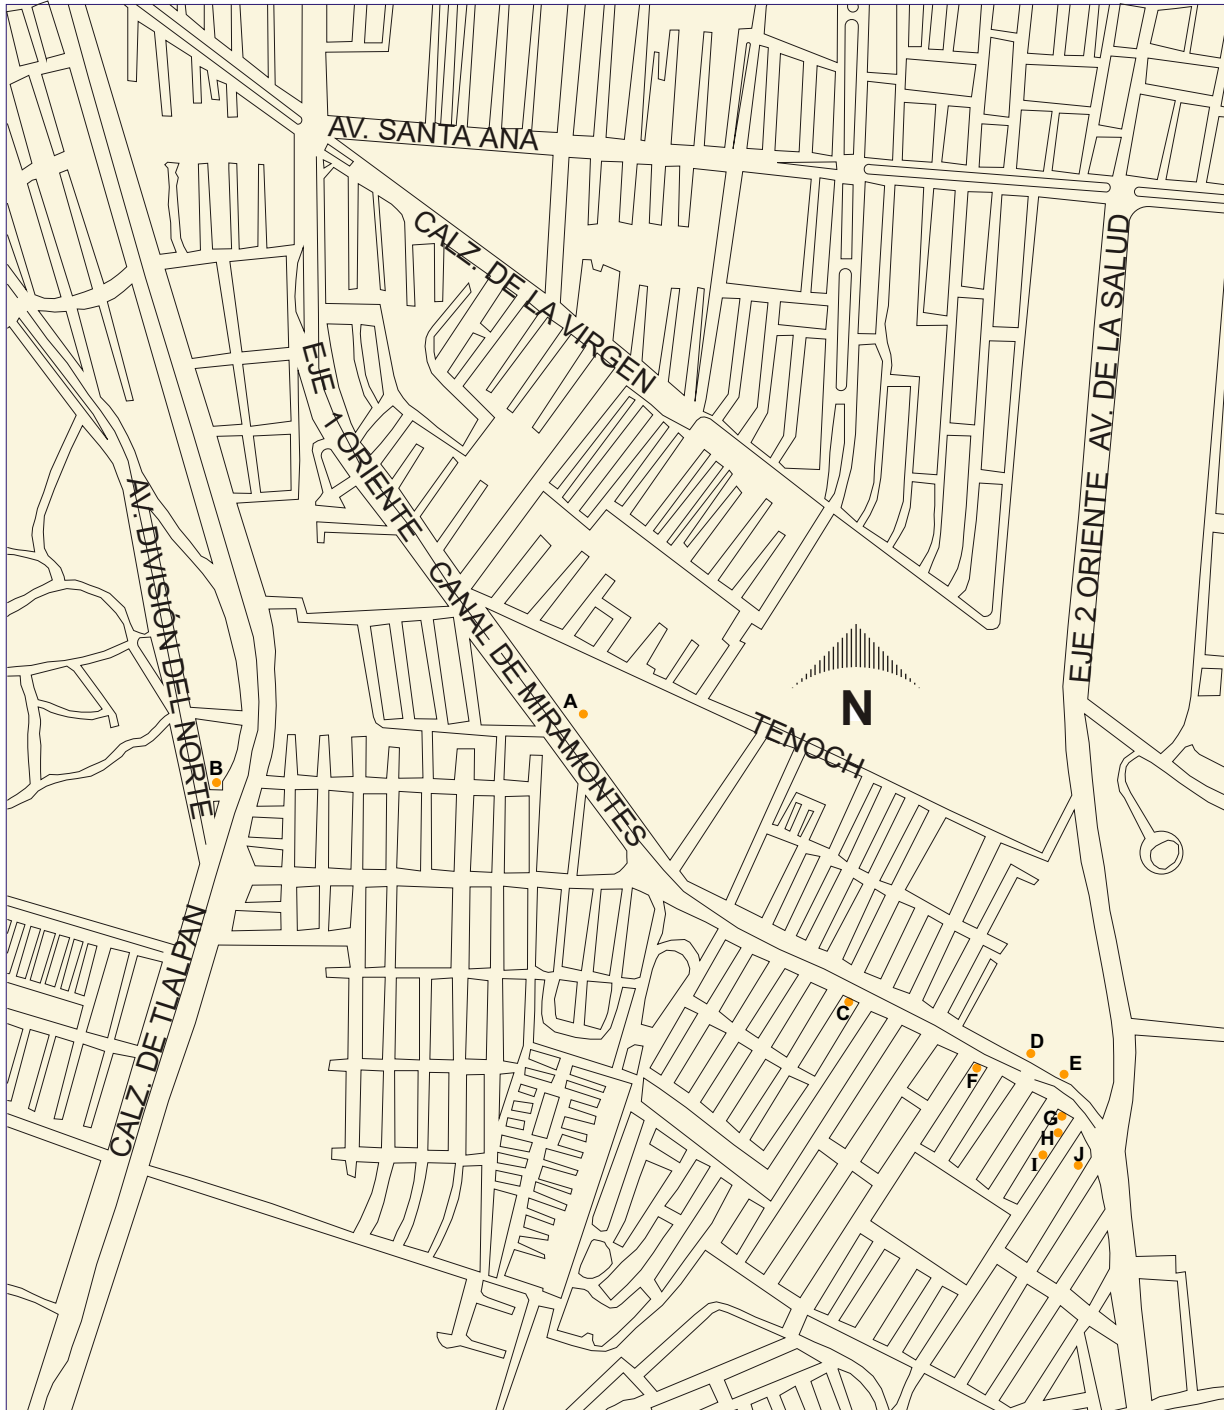 AV. SANTA ANA
CALZ. DE LA VIRGEN
EJE 1 ORIENTE CANAL DE MIRAMONTES
EJE 2 ORIENTE AV. DE LA SALUD
AV. DIVISIÓN DEL NORTE
N
TENOCH
CALZ. DE TLALPAN
A
B
C
D
E
F
G
H
I
J